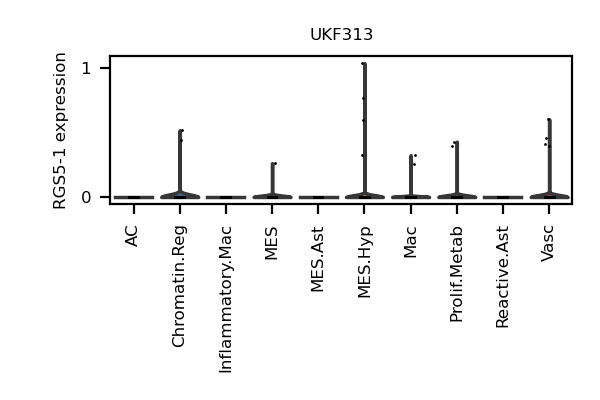 UKF313
RGS5-1 expression
1
0
AC
Chromatin.Reg
Inflammatory.Mac
MES
MES.Ast
MES.Hyp
Mac
Prolif.Metab
Reactive.Ast
Vasc